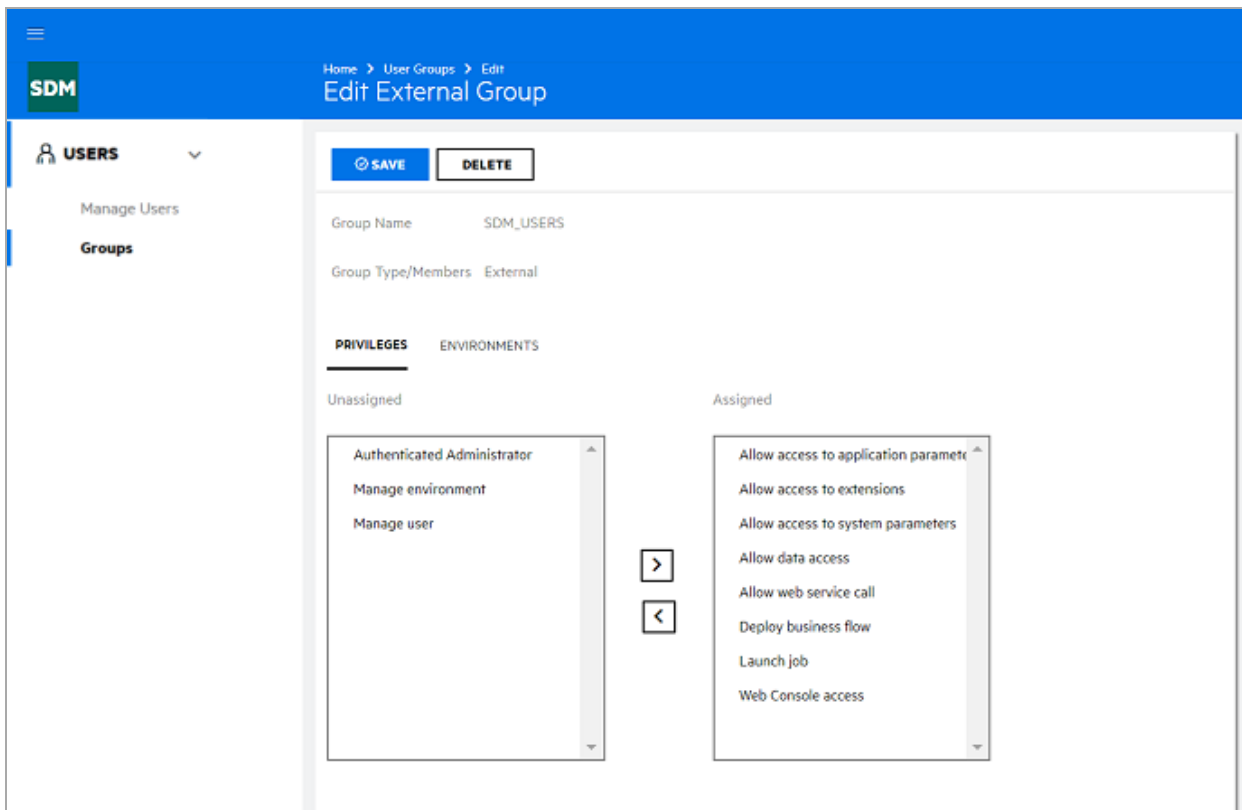 SDM
Home > User Groups > Edit
Edit External Group
USERS
Manage Users
Groups
SAVE
DELETE
Group Name SDM_USERS
Group Type/Members External
PRIVILEGES ENVIRONMENTS
Unassigned
Authenticated Administrator
Manage environment
Manage user
>
<
Assigned
Allow access to application paramete
Allow access to extensions
Allow access to system parameters
Allow data access
Allow web service call
Deploy business flow
Launch job
Web Console access